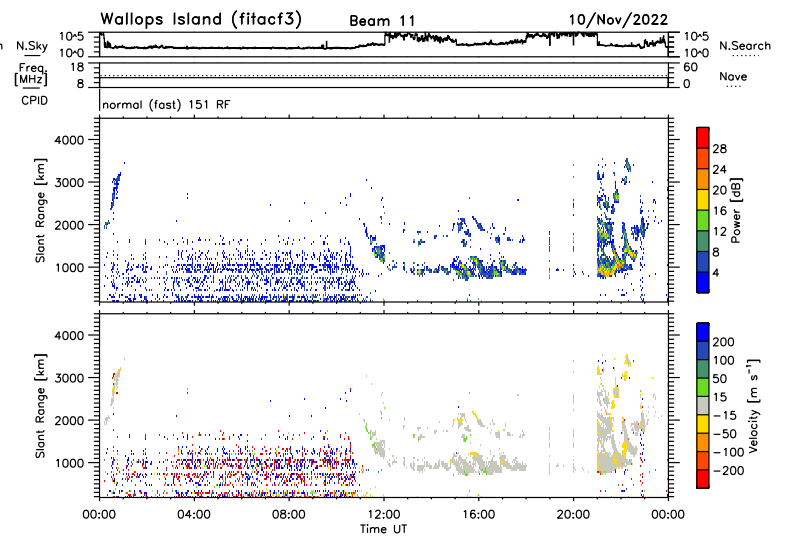 Wallops Island (fitacf3) Beam 11 10/Nov/2022
n N.Sky 10^5 10^5 N.Search
10^0 10^0
Freq. 18 60 Nave
[MHz] 8 0
CPID normal (fast) 151 RF
4000
3000
2000
1000
Slant Range [km]
28
24
20
16
12
8
4
Power [dB]
4000
3000
2000
1000
Slant Range [km]
200
100
50
15
-15
-50
-100
-200
Velocity [m s⁻¹]
00:00 04:00 08:00 12:00 16:00 20:00 00:00
Time UT